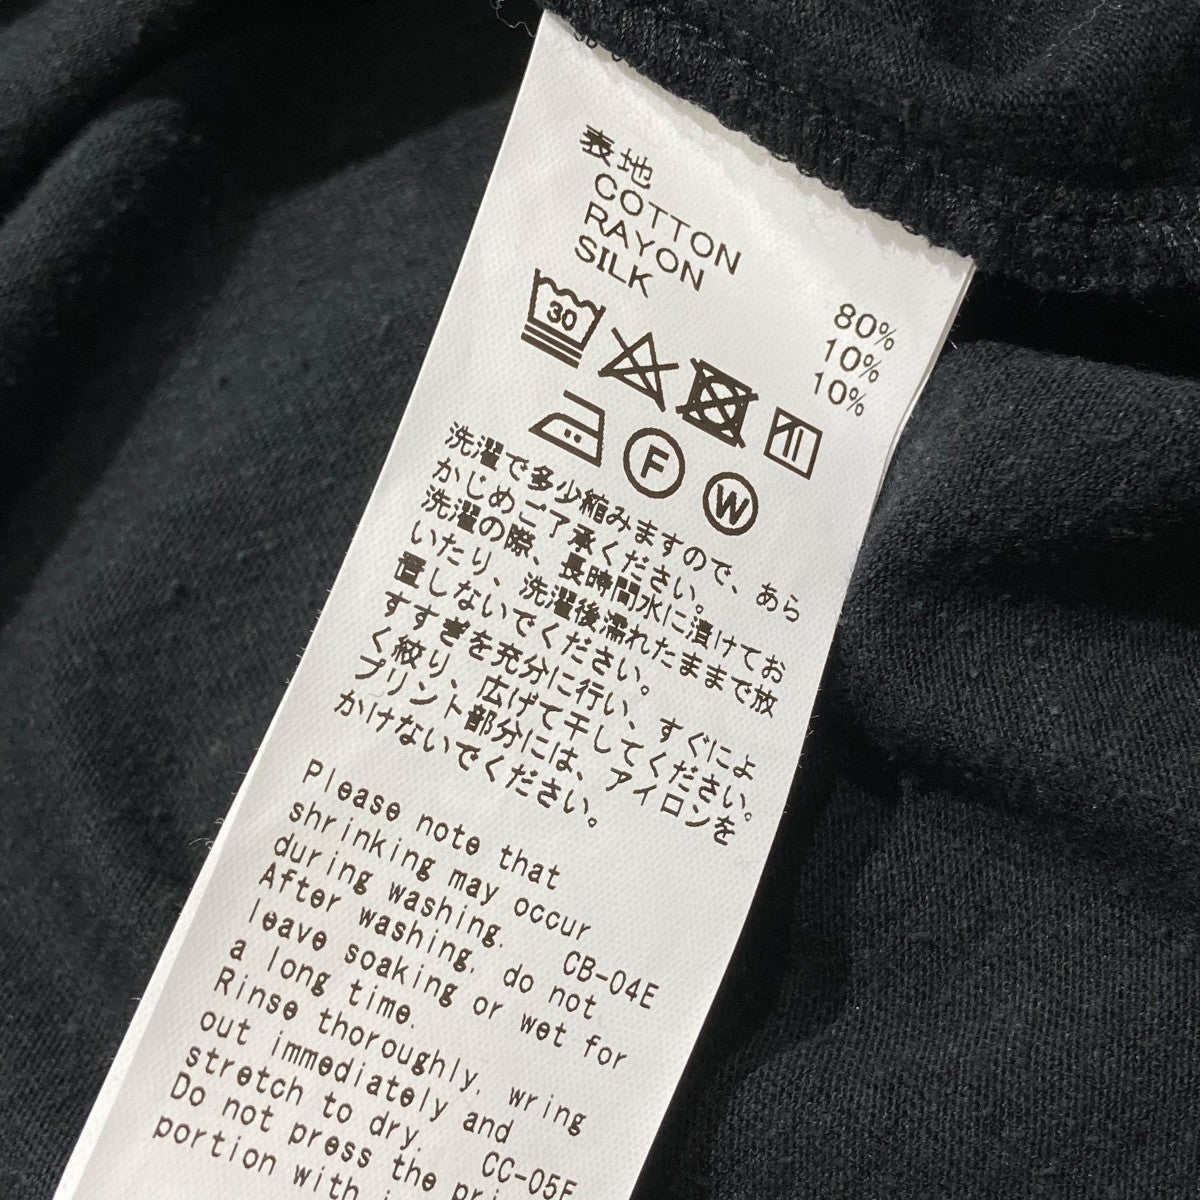 表地
COTTON 80%
RAYON 10%
SILK 10%
30
F W
洗濯で多少縮みますので、あら
かじめご了承ください。
洗濯の際、長時間水に漬けてお
いたり、洗濯後濡れたままで放
置しないでください。
すすぎを充分に行い、すぐによ
く絞り、広げて干してください。
プリント部分には、アイロンを
かけないでください。
Please note that
shrinking may occur
during washing. CB-04E
After washing, do not
leave soaking or wet for
a long time.
Rinse thoroughly, wring
out immediately and
stretch to dry. CC-05E
Do not press the
portion with